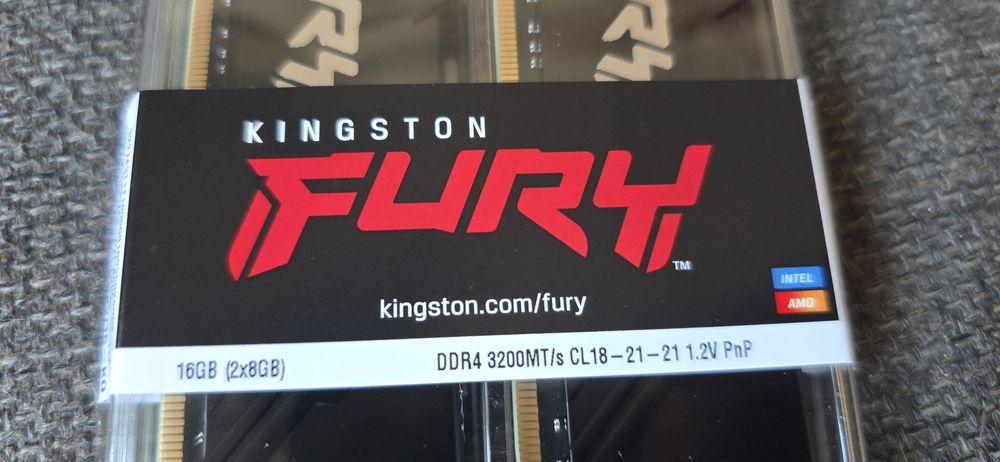 KINGSTON
FURY
TM
kingston.com/fury
INTEL
AMD
16GB (2x8GB)
DDR4 3200MT/s CL18-21-21 1.2V PnP